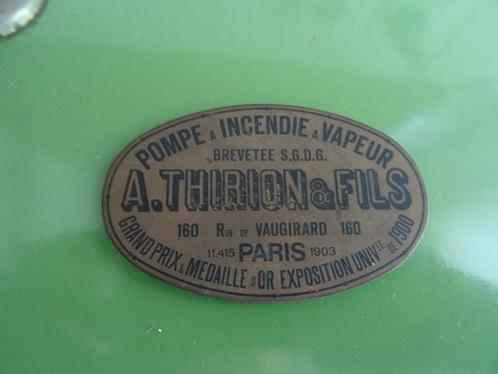 POMPE A INCENDIE A VAPEUR
BREVETEE S.G.D.G.
A. THIRION & FILS
160 RUE DE VAUGIRARD 160
11.415 PARIS 1903
GRAND PRIX & MEDAILLE D'OR EXPOSITION UNIVLLE DE 1900